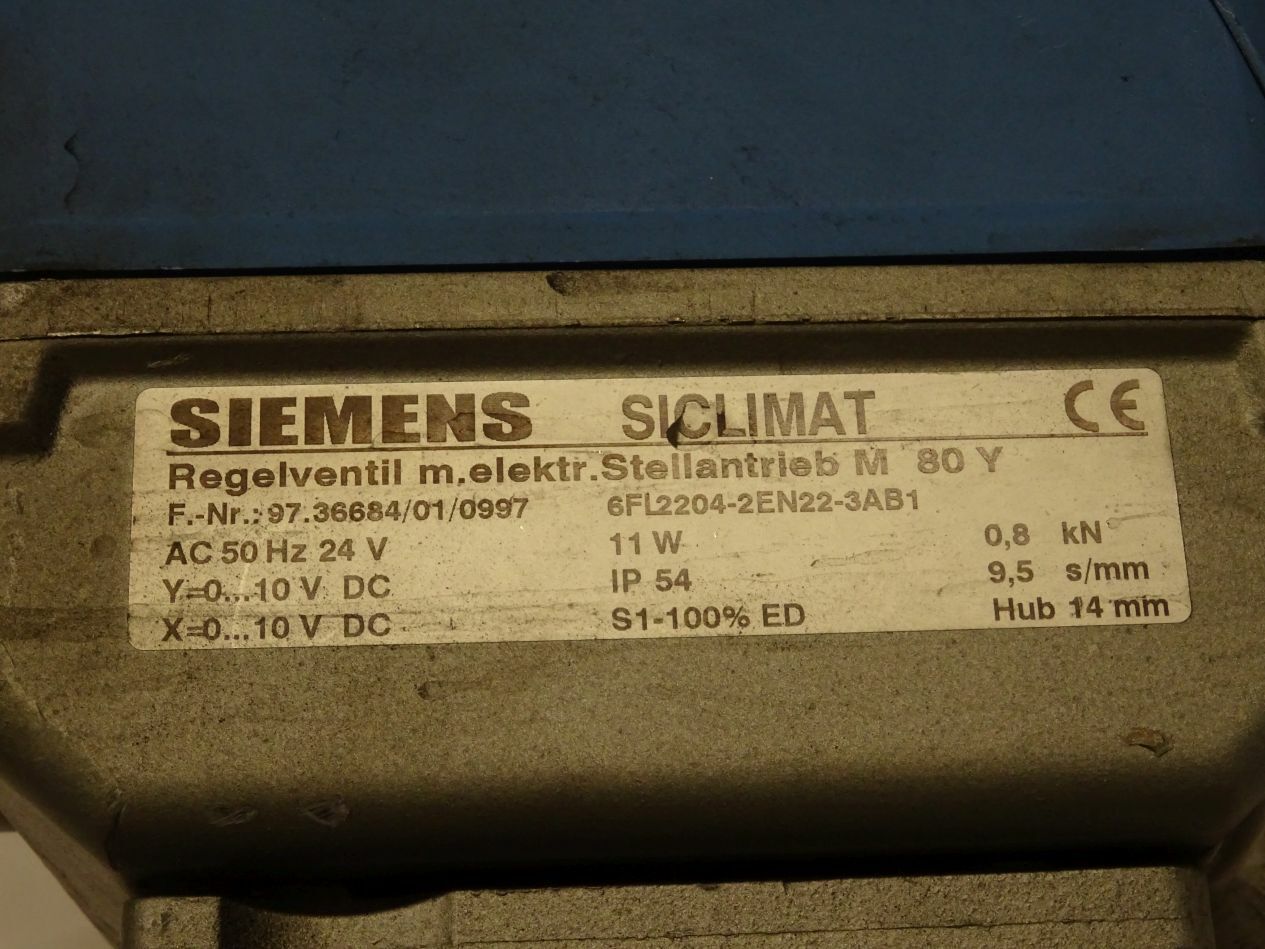 SIEMENS SICLIMAT CE
Regelventil m.elektr.Stellantrieb M 80 Y
F.-Nr.: 97.36684/01/0997 6FL2204-2EN22-3AB1
AC 50 Hz 24 V 11 W 0,8 kN
Y=0...10 V DC IP 54 9,5 s/mm
X=0...10 V DC S1-100% ED Hub 14 mm